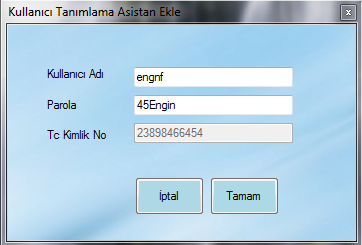 Kullanıcı Tanımlama Asistan Ekle
Kullanıcı Adı engnf
Parola 45Engin
Tc Kimlik No 23898466454
İptal Tamam